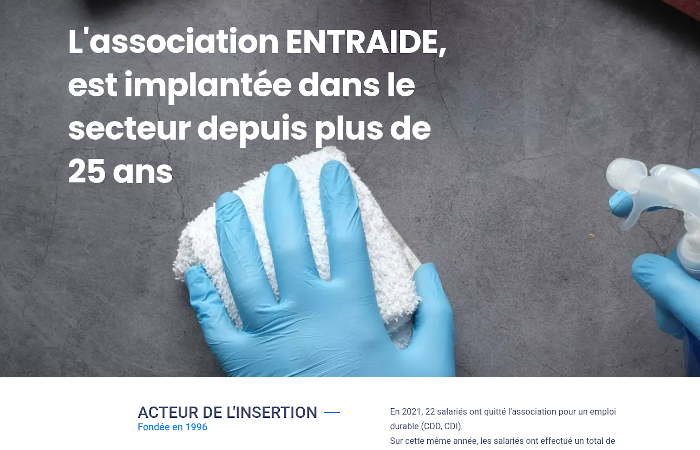 L'association ENTRAIDE,
est implantée dans le
secteur depuis plus de
25 ans
ACTEUR DE L'INSERTION
Fondée en 1996
En 2021, 22 salariés ont quitté l'association pour un emploi
durable (CDD, CDI).
Sur cette même année, les salariés ont effectué un total de